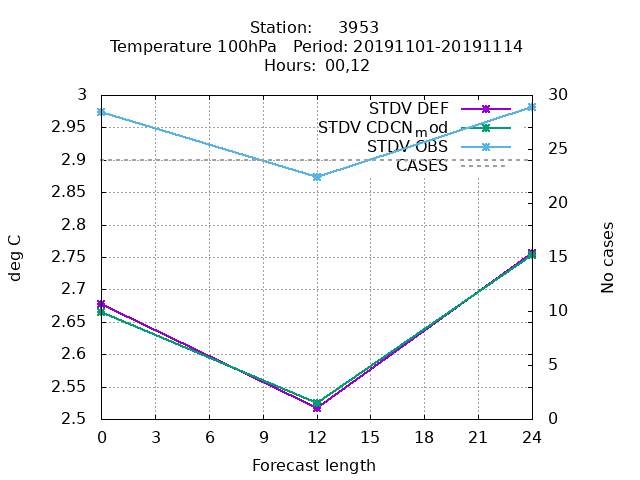 Station: 3953
Temperature 100hPa Period: 20191101-20191114
Hours: 00,12
3
2.95
2.9
2.85
2.8
2.75
2.7
2.65
2.6
2.55
2.5
deg C
STDV DEF
STDV CDCN_mod
STDV OBS
CASES
30
25
20
15
10
5
0
No cases
0 3 6 9 12 15 18 21 24
Forecast length